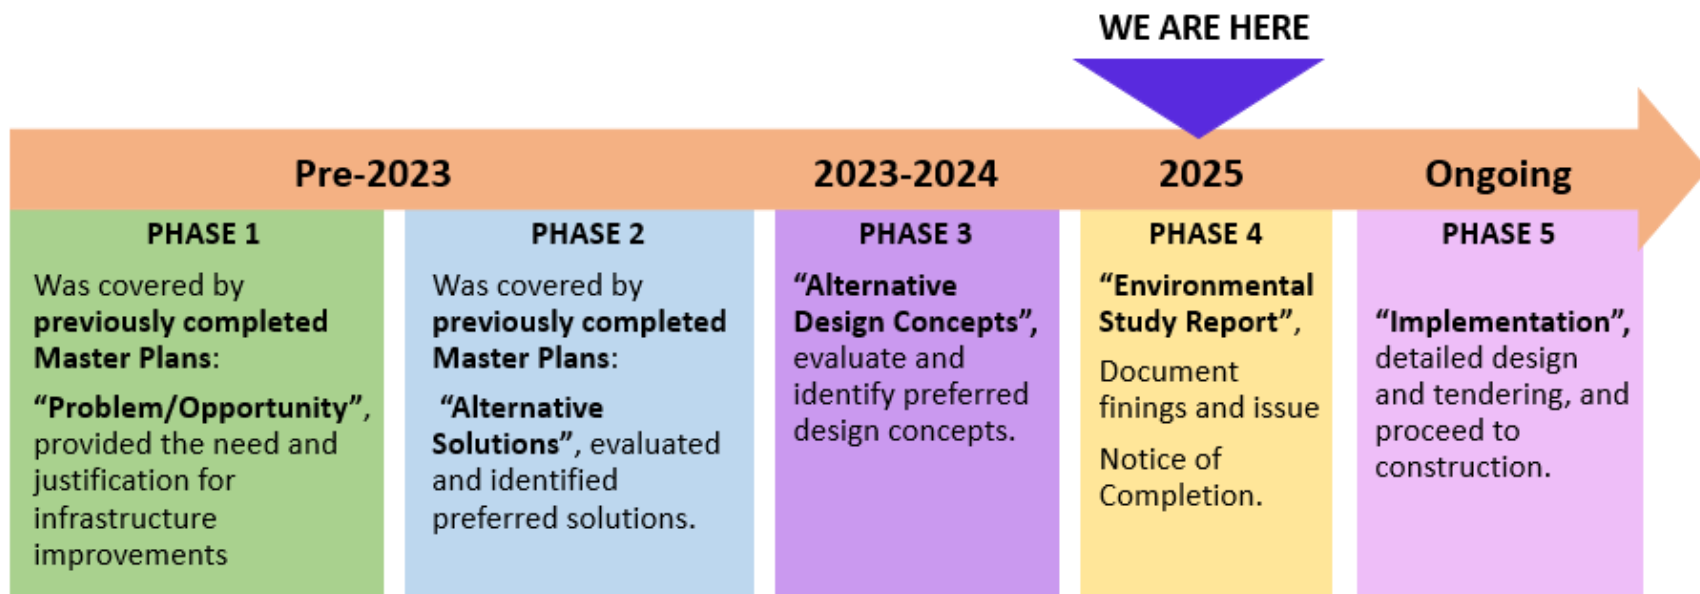 WE ARE HERE
Pre-2023
2023-2024
2025
Ongoing
PHASE 1
Was covered by
previously completed
Master Plans:
“Problem/Opportunity”,
provided the need and
justification for
infrastructure
improvements
PHASE 2
Was covered by
previously completed
Master Plans:
“Alternative
Solutions”, evaluated
and identified
preferred solutions.
PHASE 3
“Alternative
Design Concepts”,
evaluate and
identify preferred
design concepts.
PHASE 4
“Environmental
Study Report”,
Document
finings and issue
Notice of
Completion.
PHASE 5
“Implementation”,
detailed design
and tendering, and
proceed to
construction.